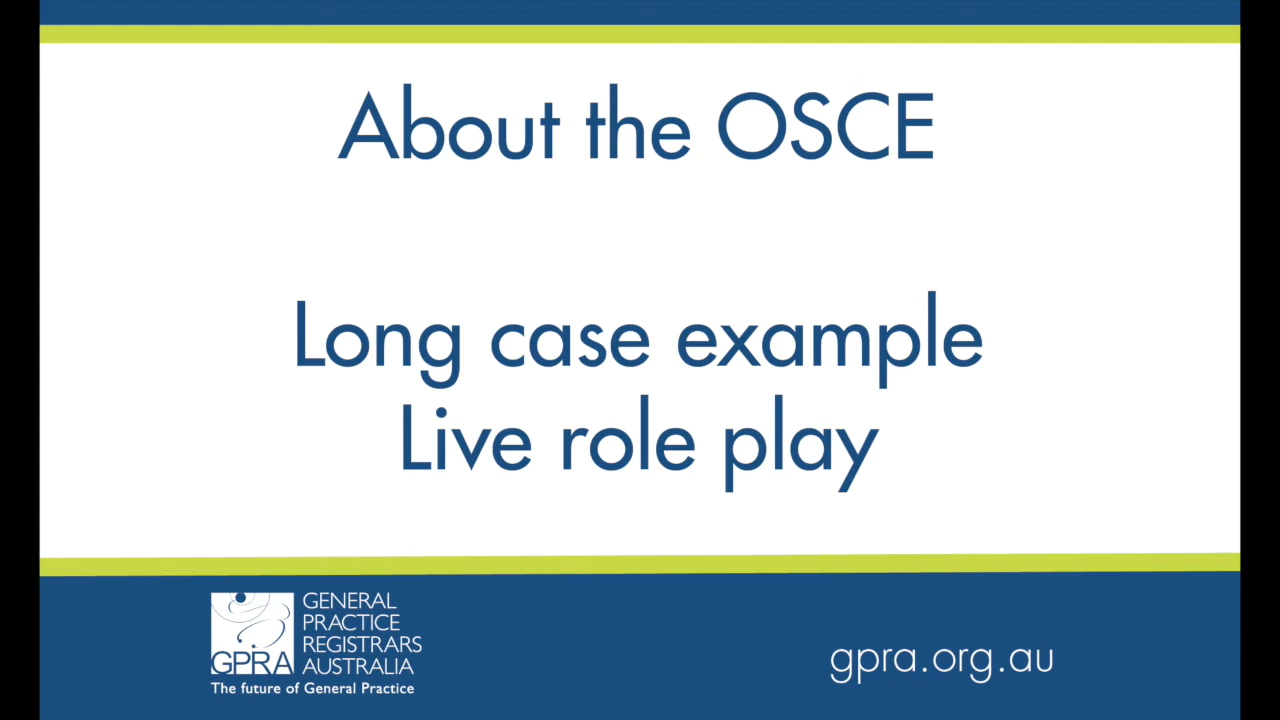 About the OSCE
Long case example
Live role play
GPRA
GENERAL
PRACTICE
REGISTRARS
AUSTRALIA
The future of General Practice
gpra.org.au